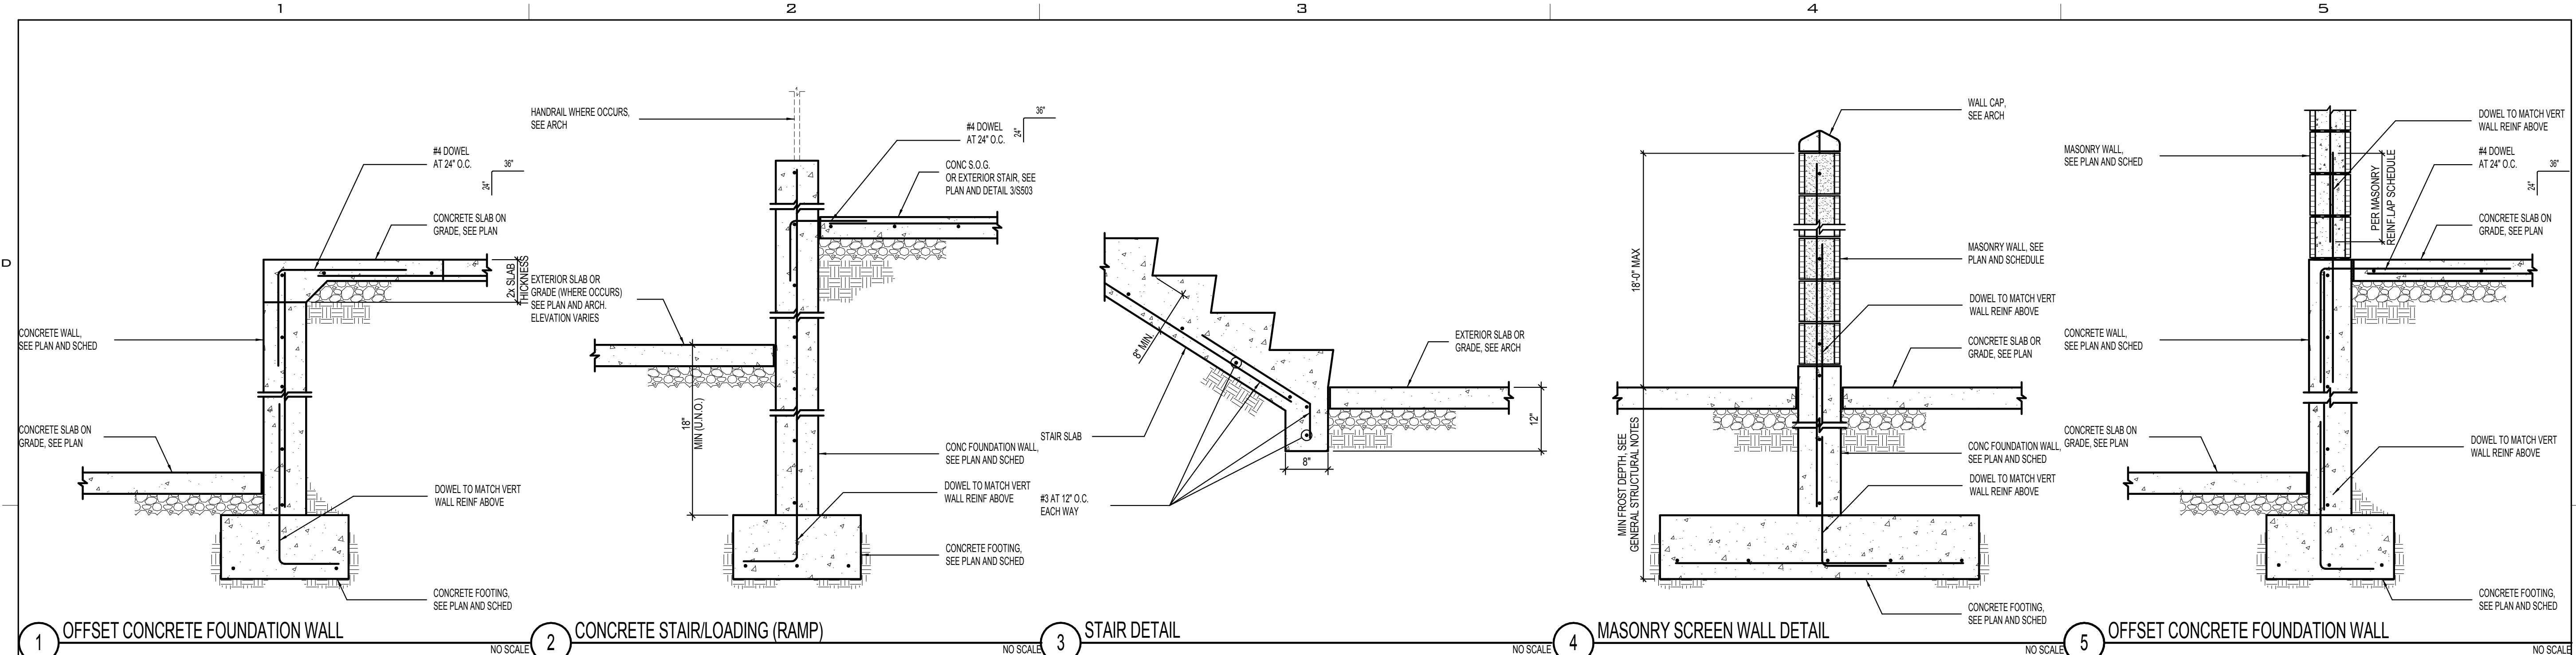 1
2
3
4
5
D
#4 DOWEL
AT 24" O.C.
36"
24"
CONCRETE SLAB ON
GRADE, SEE PLAN
2x SLAB
THICKNESS
CONCRETE WALL,
SEE PLAN AND SCHED
CONCRETE SLAB ON
GRADE, SEE PLAN
DOWEL TO MATCH VERT
WALL REINF ABOVE
CONCRETE FOOTING,
SEE PLAN AND SCHED
1
OFFSET CONCRETE FOUNDATION WALL
NO SCALE
HANDRAIL WHERE OCCURS,
SEE ARCH
#4 DOWEL
AT 24" O.C.
36"
24"
CONC S.O.G.
OR EXTERIOR STAIR, SEE
PLAN AND DETAIL 3/S503
EXTERIOR SLAB OR
GRADE (WHERE OCCURS)
SEE PLAN AND ARCH.
ELEVATION VARIES
18"
MIN (U.N.O.)
CONC FOUNDATION WALL,
SEE PLAN AND SCHED
DOWEL TO MATCH VERT
WALL REINF ABOVE
CONCRETE FOOTING,
SEE PLAN AND SCHED
2
CONCRETE STAIR/LOADING (RAMP)
NO SCALE
8" MIN
EXTERIOR SLAB OR
GRADE, SEE ARCH
12"
STAIR SLAB
8"
#3 AT 12" O.C.
EACH WAY
3
STAIR DETAIL
NO SCALE
WALL CAP,
SEE ARCH
18'-0" MAX
MASONRY WALL, SEE
PLAN AND SCHEDULE
DOWEL TO MATCH VERT
WALL REINF ABOVE
CONCRETE SLAB OR
GRADE, SEE PLAN
MIN FROST DEPTH, SEE
GENERAL STRUCTURAL NOTES
CONC FOUNDATION WALL,
SEE PLAN AND SCHED
DOWEL TO MATCH VERT
WALL REINF ABOVE
CONCRETE FOOTING,
SEE PLAN AND SCHED
4
MASONRY SCREEN WALL DETAIL
NO SCALE
DOWEL TO MATCH VERT
WALL REINF ABOVE
MASONRY WALL,
SEE PLAN AND SCHED
#4 DOWEL
AT 24" O.C.
36"
24"
PER MASONRY
REINF LAP SCHEDULE
CONCRETE SLAB ON
GRADE, SEE PLAN
CONCRETE WALL,
SEE PLAN AND SCHED
CONCRETE SLAB ON
GRADE, SEE PLAN
DOWEL TO MATCH VERT
WALL REINF ABOVE
CONCRETE FOOTING,
SEE PLAN AND SCHED
5
OFFSET CONCRETE FOUNDATION WALL
NO SCALE